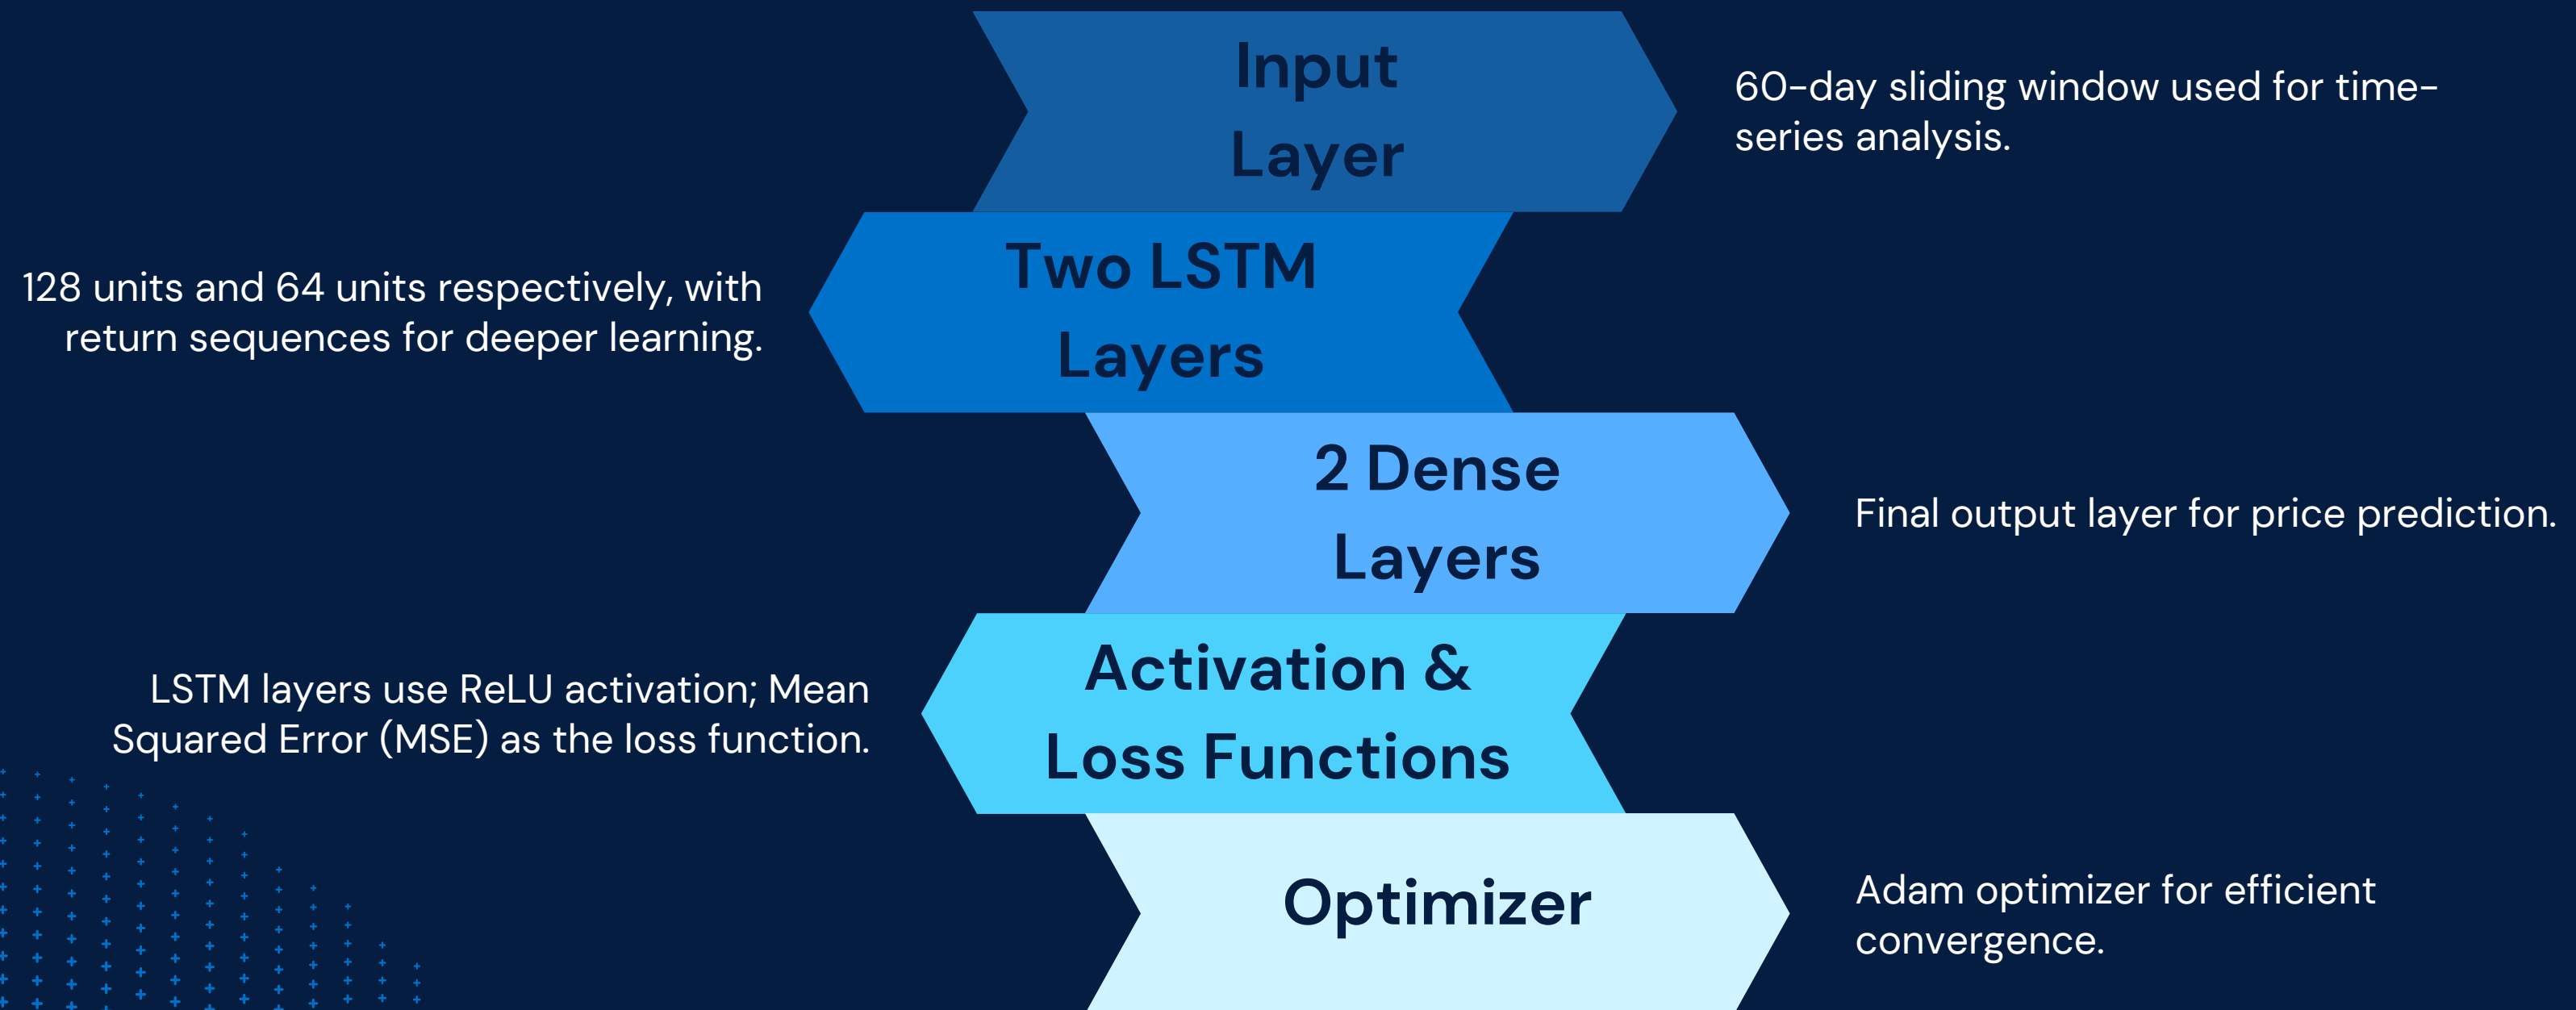 Input
Layer
60-day sliding window used for time-
series analysis.
Two LSTM
Layers
128 units and 64 units respectively, with
return sequences for deeper learning.
2 Dense
Layers
Final output layer for price prediction.
Activation &
Loss Functions
LSTM layers use ReLU activation; Mean
Squared Error (MSE) as the loss function.
Optimizer
Adam optimizer for efficient
convergence.